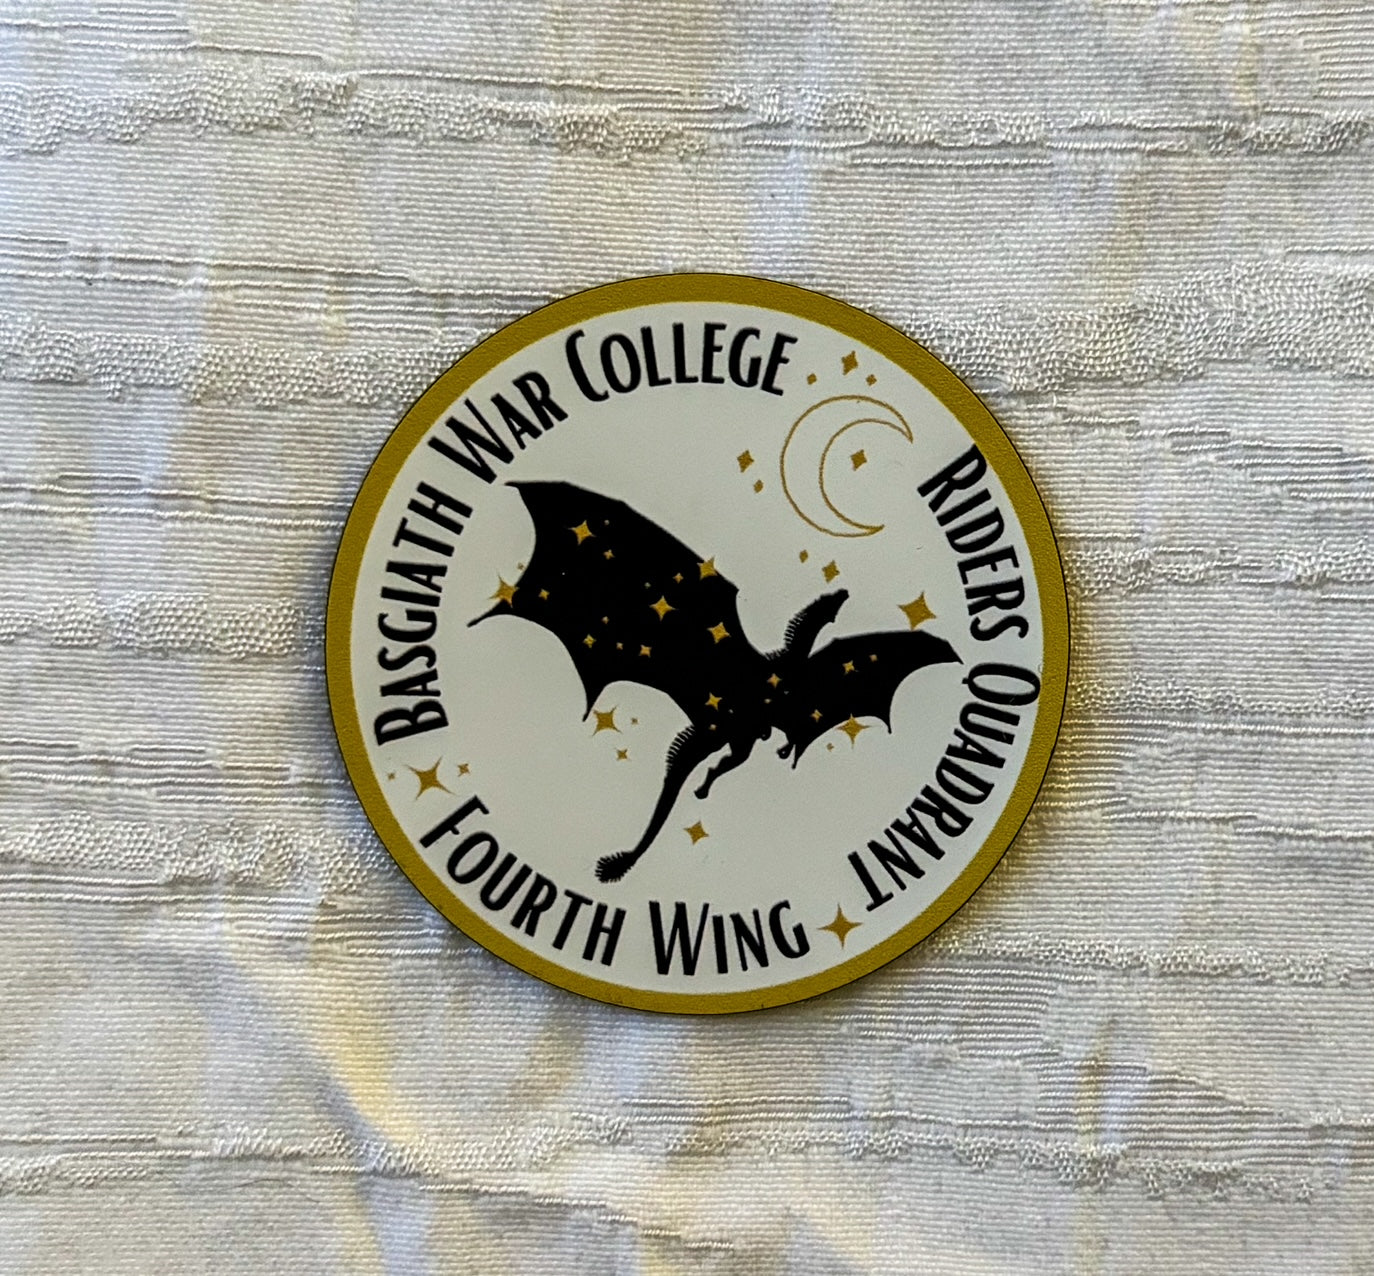 Basgiath War College
Riders Quadrant
Fourth Wing